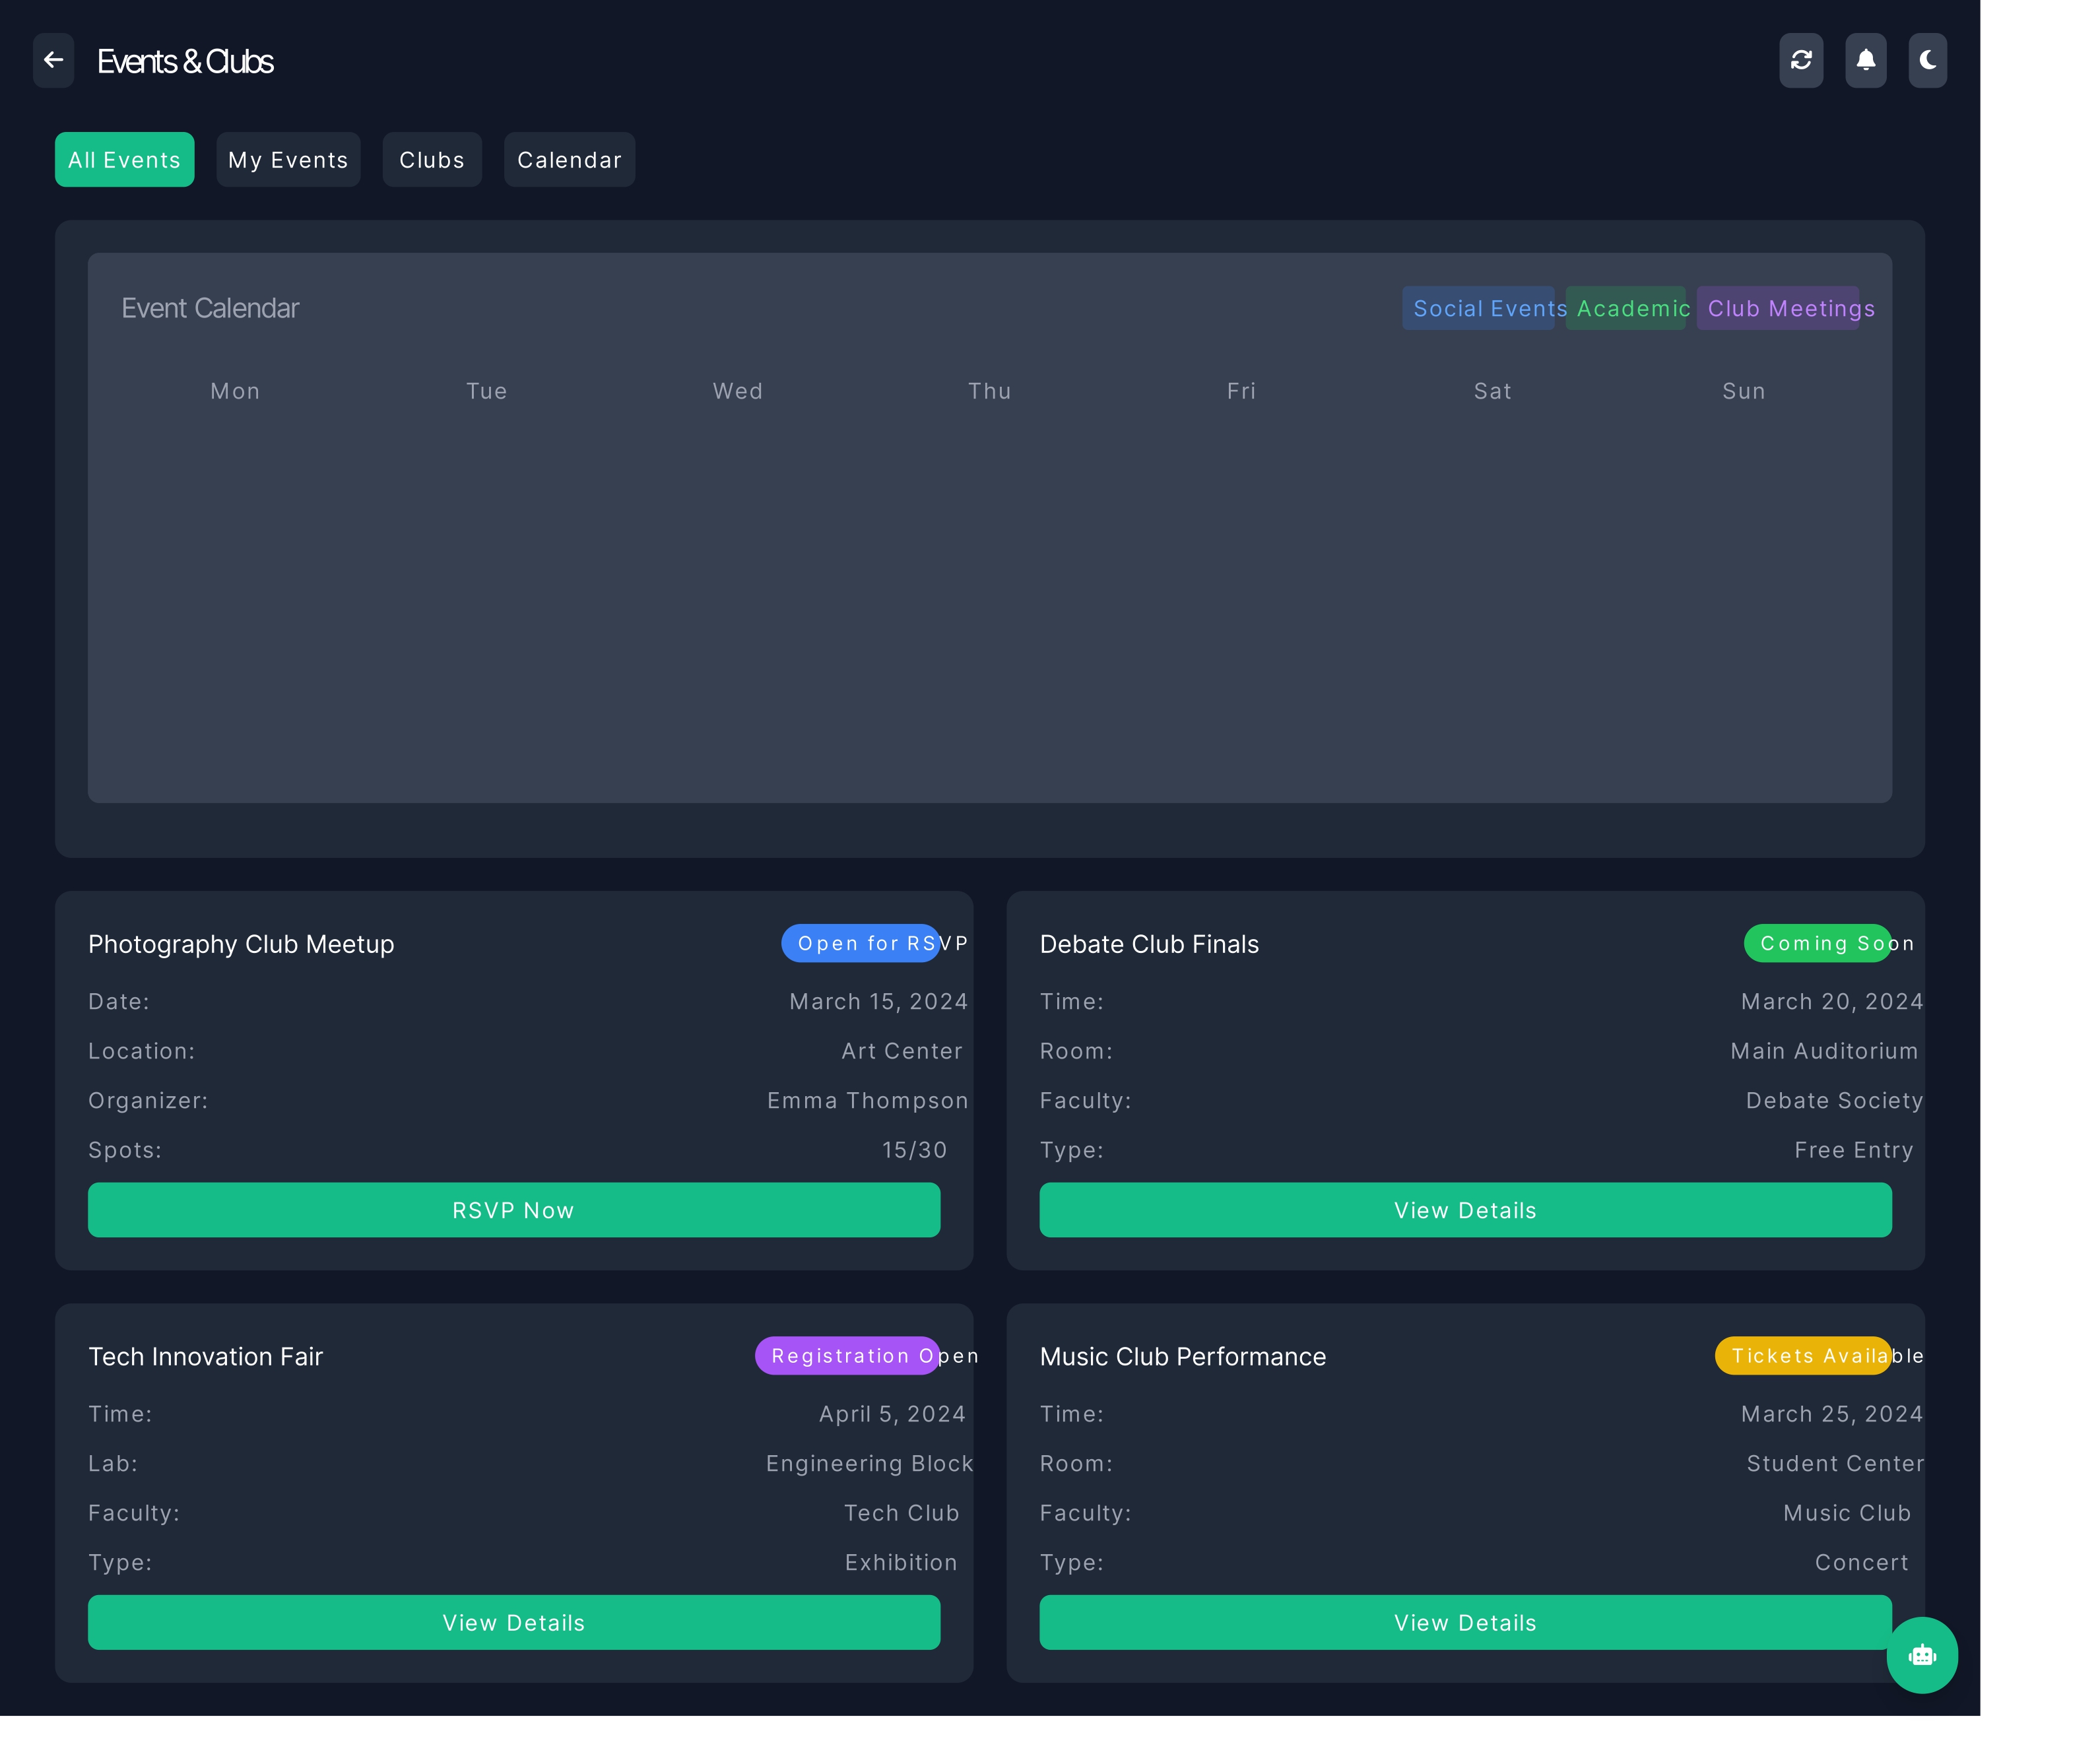 Events & Clubs
All Events My Events Clubs Calendar
Event Calendar Social Events Academic Club Meetings
Mon Tue Wed Thu Fri Sat Sun
Photography Club Meetup Open for RSVP
Date: March 15, 2024
Location: Art Center
Organizer: Emma Thompson
Spots: 15/30
RSVP Now
Debate Club Finals Coming Soon
Time: March 20, 2024
Room: Main Auditorium
Faculty: Debate Society
Type: Free Entry
View Details
Tech Innovation Fair Registration Open
Time: April 5, 2024
Lab: Engineering Block
Faculty: Tech Club
Type: Exhibition
View Details
Music Club Performance Tickets Available
Time: March 25, 2024
Room: Student Center
Faculty: Music Club
Type: Concert
View Details